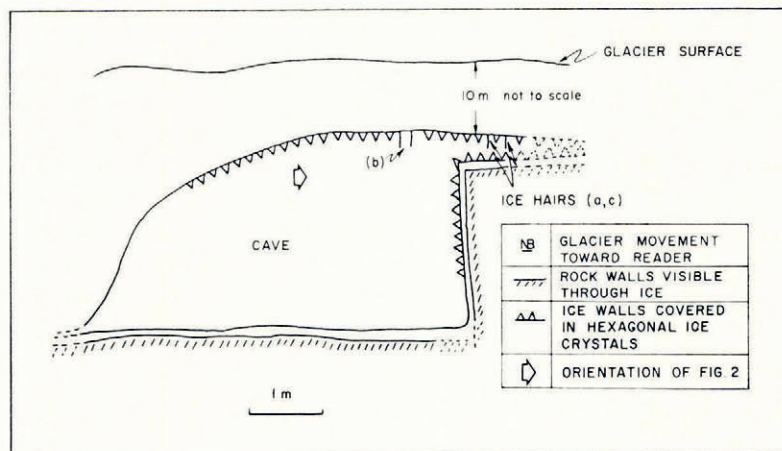 GLACIER SURFACE
10 m not to scale
(b)
ICE HAIRS (a,c)
CAVE
NB
GLACIER MOVEMENT
TOWARD READER
ROCK WALLS VISIBLE
THROUGH ICE
ICE WALLS COVERED
IN HEXAGONAL ICE
CRYSTALS
ORIENTATION OF FIG. 2
1 m